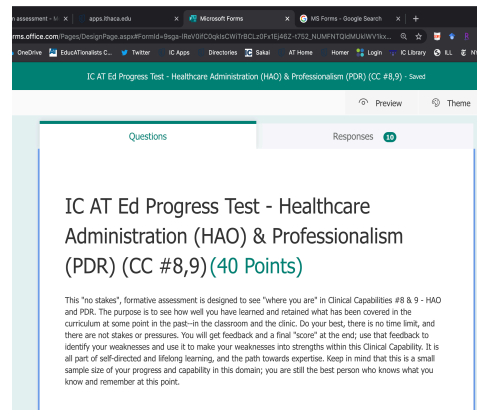 n assessment - M
apps.ithaca.edu
Microsoft Forms
MS Forms - Google Search
rms.office.com/Pages/DesignPage.aspx#FormId=9sga-
OneDrive EducATionalists C... Twitter IC Apps Directories Sakai AT Home Homer Login IC Library ILL
IC AT Ed Progress Test - Healthcare Administration (HAO) & Professionalism (PDR) (CC #8,9) - Saved
Preview Theme
Questions Responses 10
IC AT Ed Progress Test - Healthcare
Administration (HAO) & Professionalism
(PDR) (CC #8,9) (40 Points)
This "no stakes", formative assessment is designed to see "where you are" in Clinical Capabilities #8 & 9 - HAO
and PDR. The purpose is to see how well you have learned and retained what has been covered in the
curriculum at some point in the past--in the classroom and the clinic. Do your best, there is no time limit, and
there are not stakes or pressures. You will get feedback and a final "score" at the end; use that feedback to
identify your weaknesses and use it to make your weaknesses into strengths within this Clinical Capability. It is
all part of self-directed and lifelong learning, and the path towards expertise. Keep in mind that this is a small
sample size of your progress and capability in this domain; you are still the best person who knows what you
know and remember at this point.